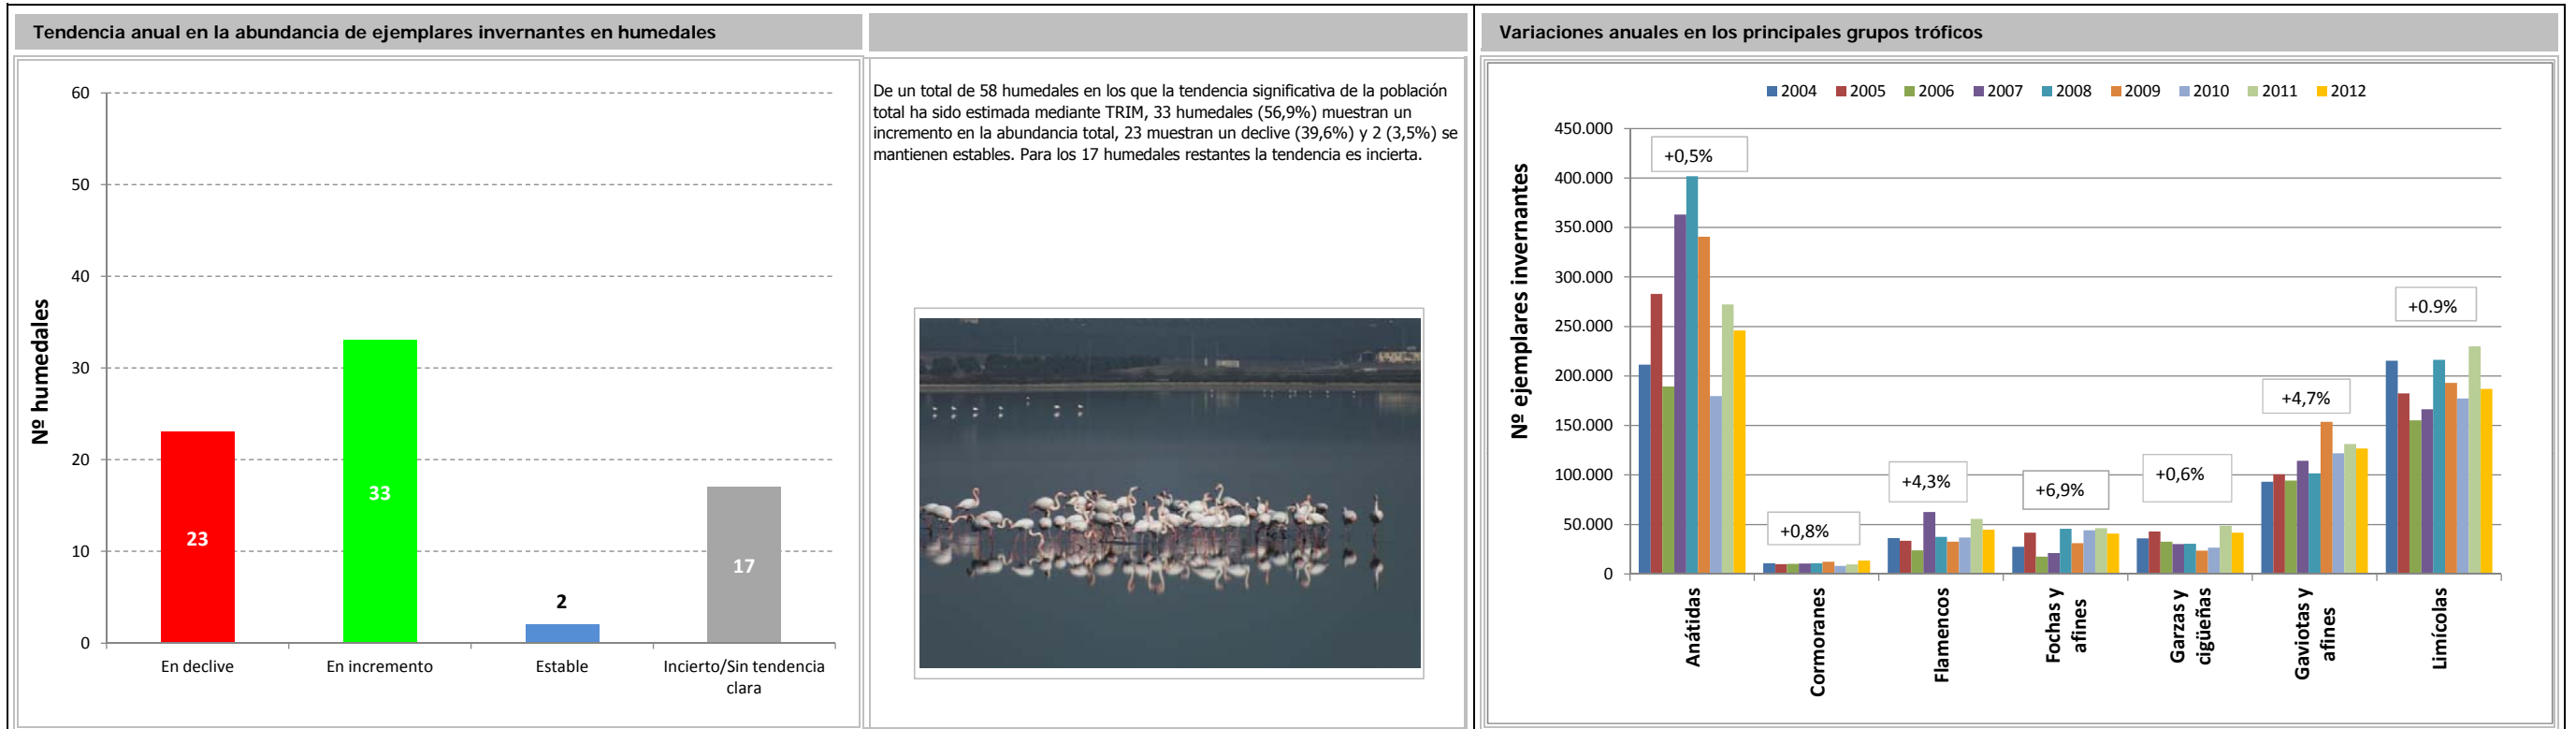 Tendencia anual en la abundancia de ejemplares invernantes en humedales
60
50
40
30
20
10
0
Nº humedales
23
33
2
17
En declive
En incremento
Estable
Incierto/Sin tendencia
clara
De un total de 58 humedales en los que la tendencia significativa de la población
total ha sido estimada mediante TRIM, 33 humedales (56,9%) muestran un
incremento en la abundancia total, 23 muestran un declive (39,6%) y 2 (3,5%) se
mantienen estables. Para los 17 humedales restantes la tendencia es incierta.
Variaciones anuales en los principales grupos tróficos
2004 2005 2006 2007 2008 2009 2010 2011 2012
450.000
400.000
350.000
300.000
250.000
200.000
150.000
100.000
50.000
0
Nº ejemplares invernantes
+0,5%
+0,8%
+4,3%
+6,9%
+0,6%
+4,7%
+0.9%
Anátidas
Cormoranes
Flamencos
Fochas y
afines
Garzas y
cigüeñas
Gaviotas y
afines
Limícolas